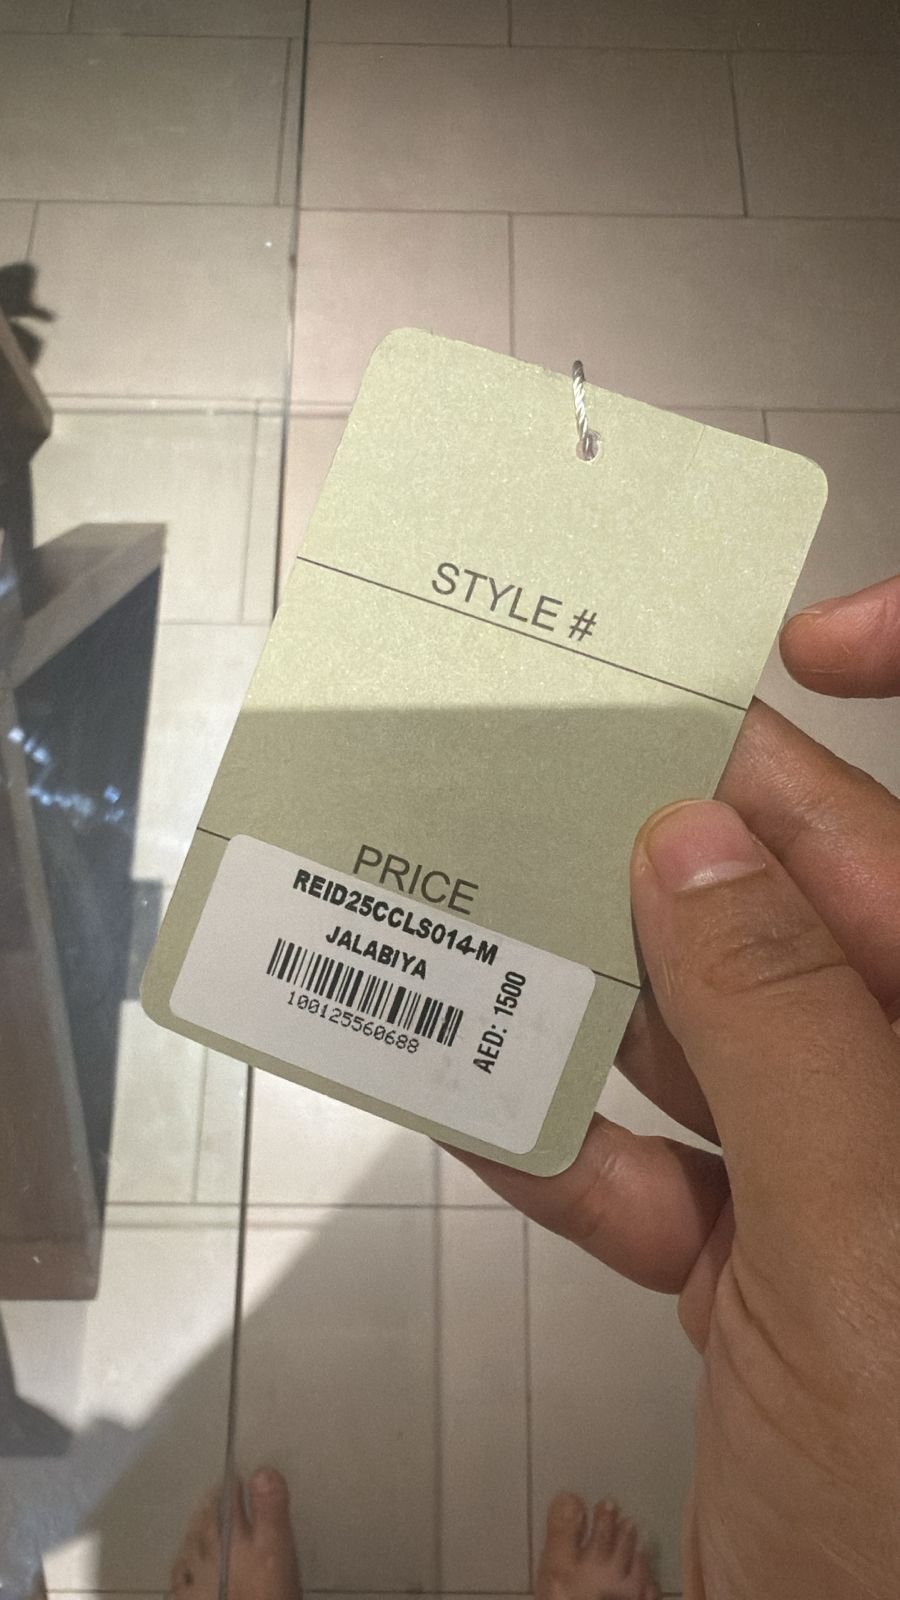 STYLE #
PRICE
REID25CCLS014-M
JALABIYA
100125560688
AED: 1500